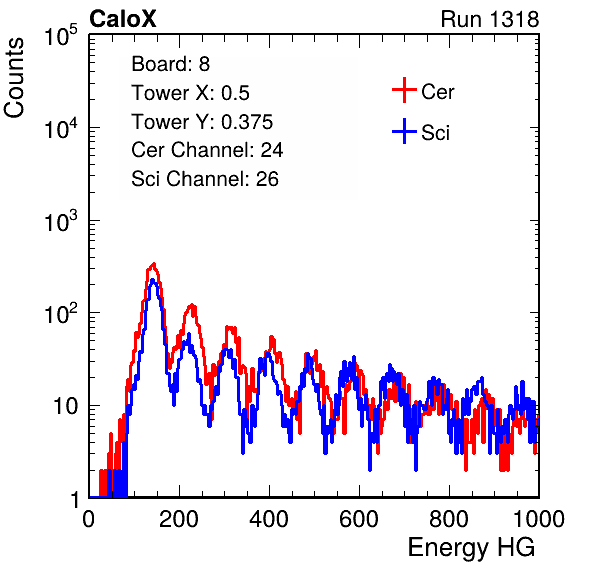 CaloX Run 1318
Counts
10^5
10^4
10^3
10^2
10
1
Board: 8
Tower X: 0.5
Tower Y: 0.375
Cer Channel: 24
Sci Channel: 26
Cer
Sci
0 200 400 600 800 1000
Energy HG